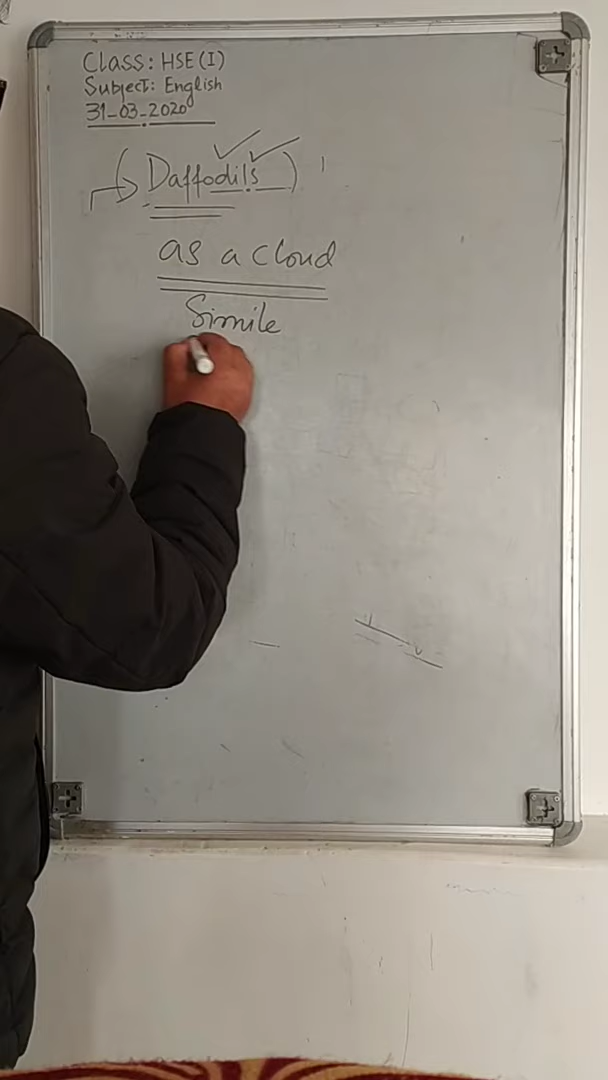 Class: HSE (I)
Subject: English
31-03-2020
(Daffodils)
as a cloud
Simile